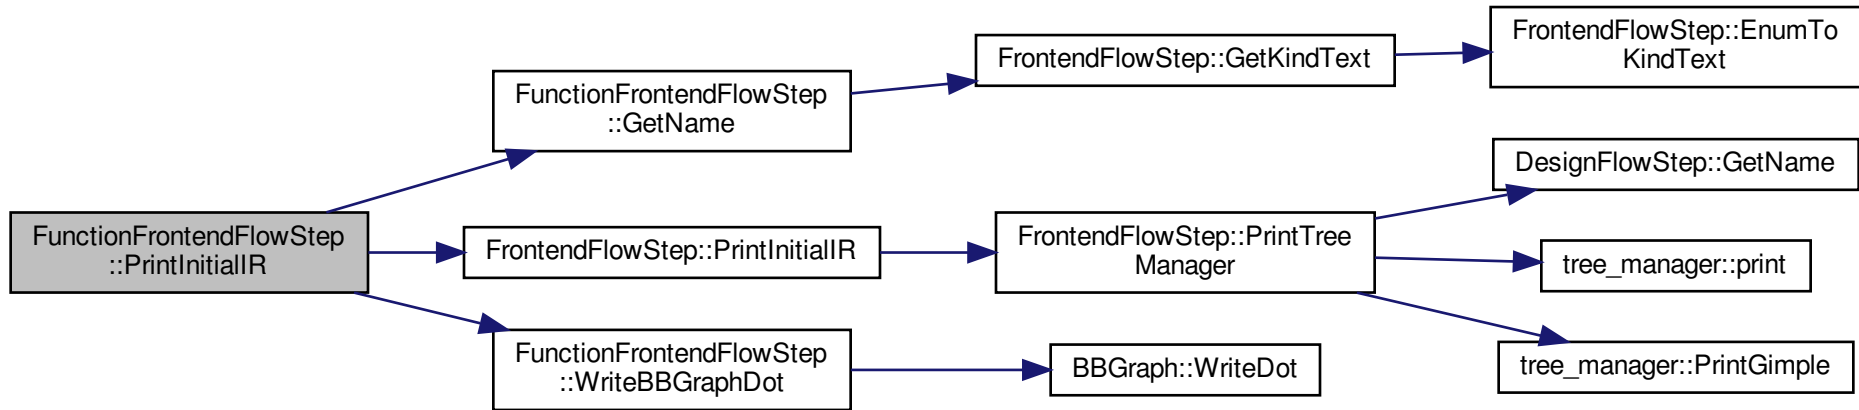 FunctionFrontendFlowStep
::PrintInitialIR
FunctionFrontendFlowStep
::GetName
FrontendFlowStep::GetKindText
FrontendFlowStep::EnumTo
KindText
FrontendFlowStep::PrintInitialIR
FrontendFlowStep::PrintTree
Manager
DesignFlowStep::GetName
tree_manager::print
tree_manager::PrintGimple
FunctionFrontendFlowStep
::WriteBBGraphDot
BBGraph::WriteDot